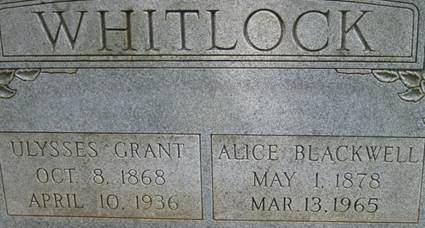 WHITLOCK
ULYSSES GRANT
OCT. 8, 1868
APRIL 10, 1936
ALICE BLACKWELL
MAY 1, 1878
MAR. 13, 1965